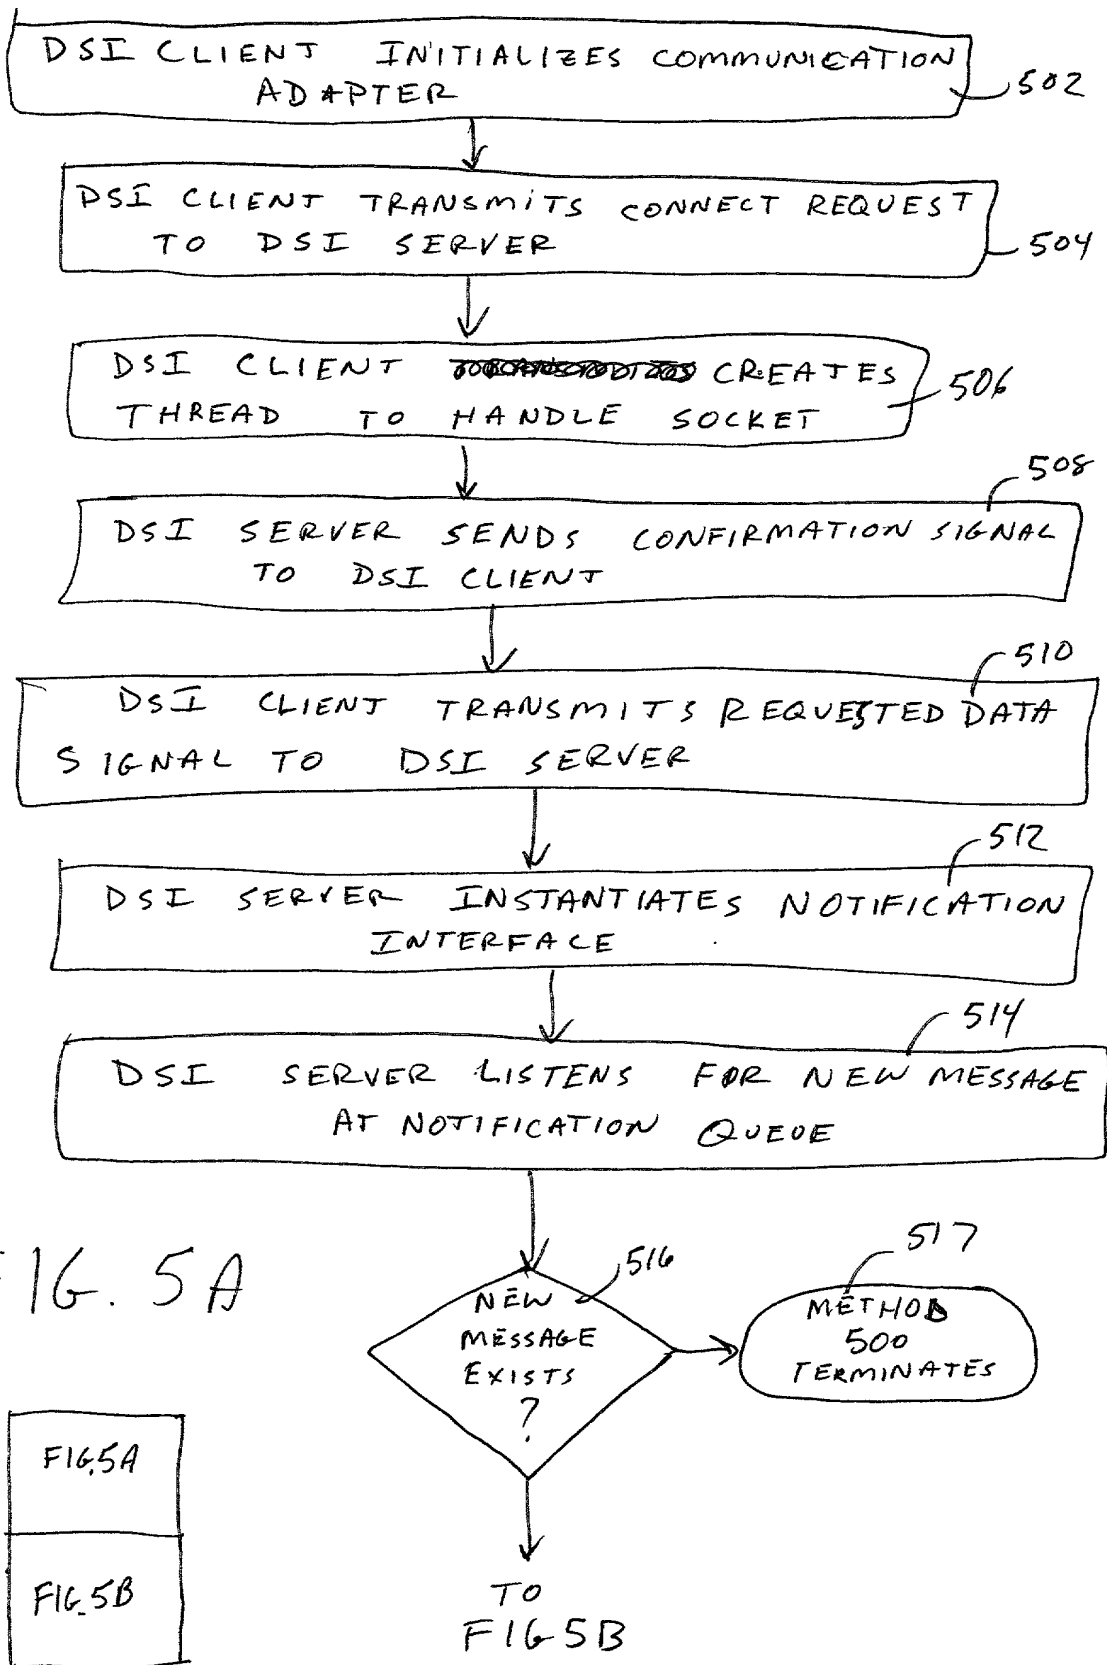 DSI CLIENT INITIALIZES COMMUNICATION
ADAPTER
502
DSI CLIENT TRANSMITS CONNECT REQUEST
TO DSI SERVER
504
DSI CLIENT CREATES
THREAD TO HANDLE SOCKET
506
508
DSI SERVER SENDS CONFIRMATION SIGNAL
TO DSI CLIENT
510
DSI CLIENT TRANSMITS REQUESTED DATA
SIGNAL TO DSI SERVER
512
DSI SERVER INSTANTIATES NOTIFICATION
INTERFACE
514
DSI SERVER LISTENS FOR NEW MESSAGE
AT NOTIFICATION QUEUE
FIG. 5A
516
NEW
MESSAGE
EXISTS
?
517
METHOD
500
TERMINATES
FIG.5A
FIG.5B
TO
FIG 5B